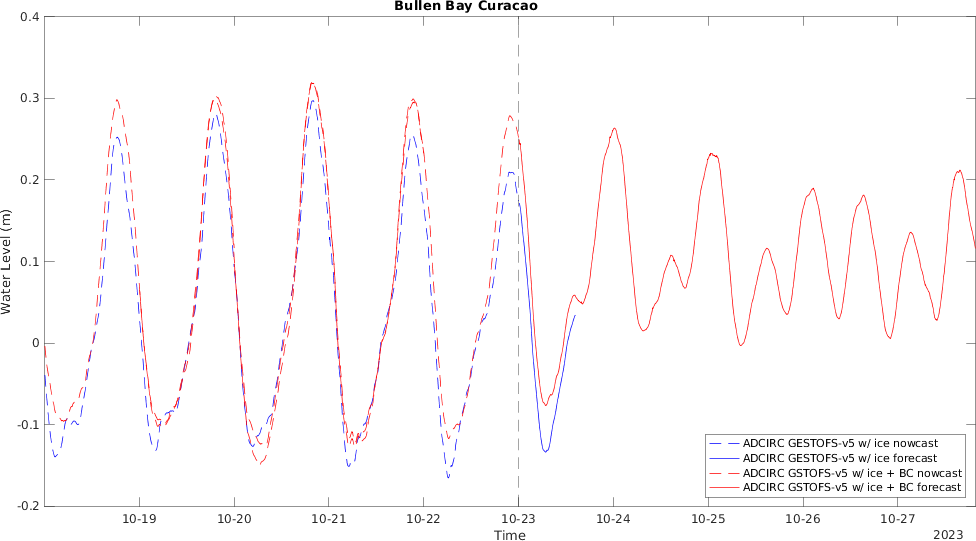 Bullen Bay Curacao
0.4
0.3
0.2
0.1
0
-0.1
-0.2
Water Level (m)
10-19 10-20 10-21 10-22 10-23 10-24 10-25 10-26 10-27
Time
2023
ADCIRC GESTOFS-v5 w/ ice nowcast
ADCIRC GESTOFS-v5 w/ ice forecast
ADCIRC GSTOFS-v5 w/ ice + BC nowcast
ADCIRC GSTOFS-v5 w/ ice + BC forecast